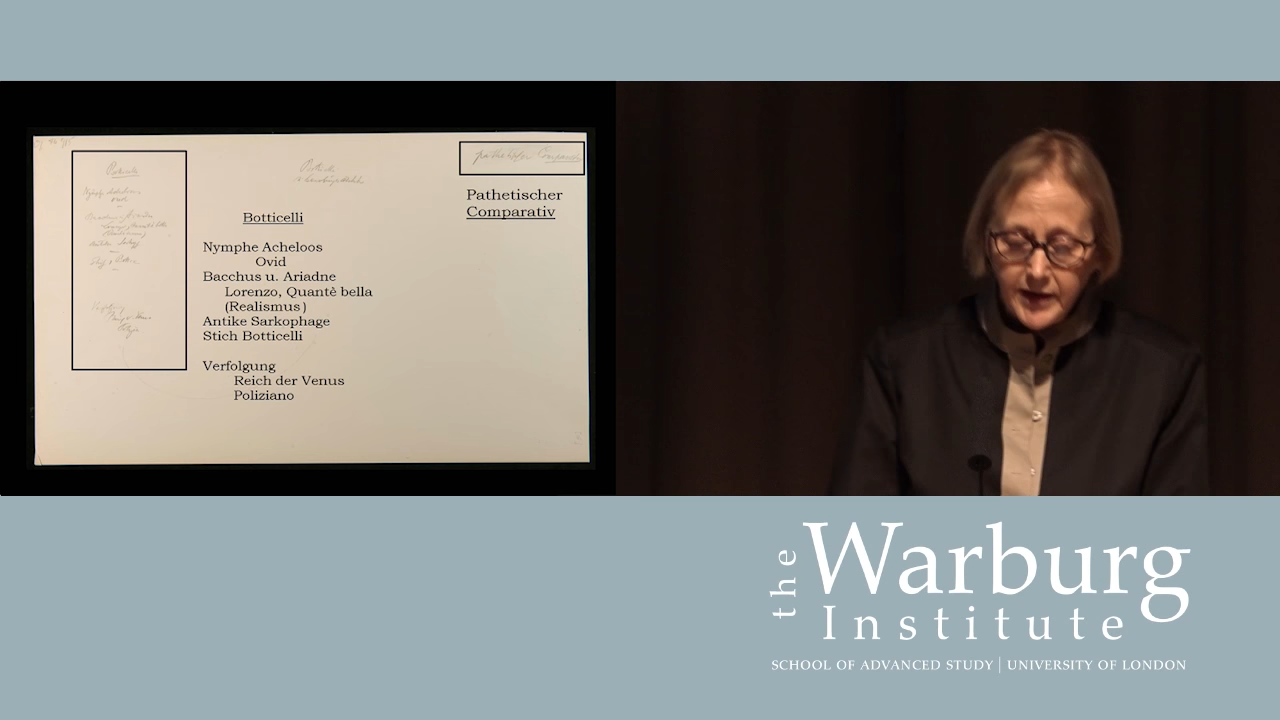 Botticelli
Pathetischer
Comparativ
Botticelli
Nymphe Acheloos
Ovid
Bacchus u. Ariadne
Lorenzo, Quantè bella
(Realismus)
Antike Sarkophage
Stich Botticelli
Verfolgung
Reich der Venus
Poliziano
the Warburg
Institute
SCHOOL OF ADVANCED STUDY | UNIVERSITY OF LONDON